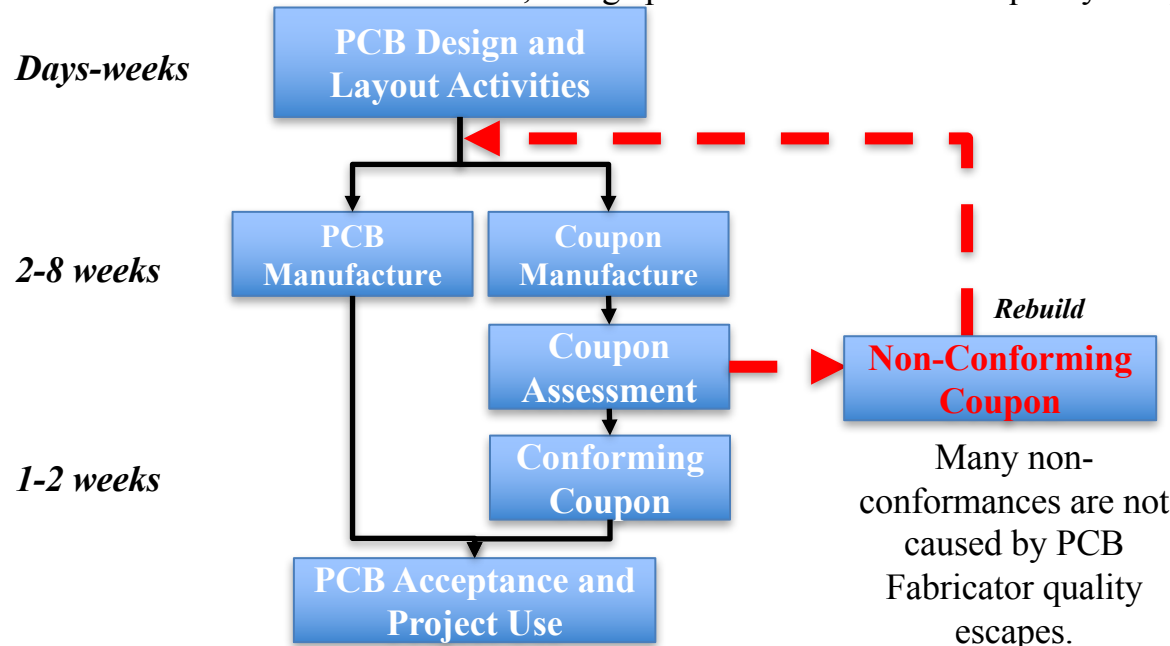 PCB Design and
Layout Activities
Days-weeks
PCB
Manufacture
Coupon
Manufacture
2-8 weeks
Rebuild
Coupon
Assessment
Non-Conforming
Coupon
Conforming
Coupon
1-2 weeks
Many non-
conformances are not
caused by PCB
Fabricator quality
escapes.
PCB Acceptance and
Project Use